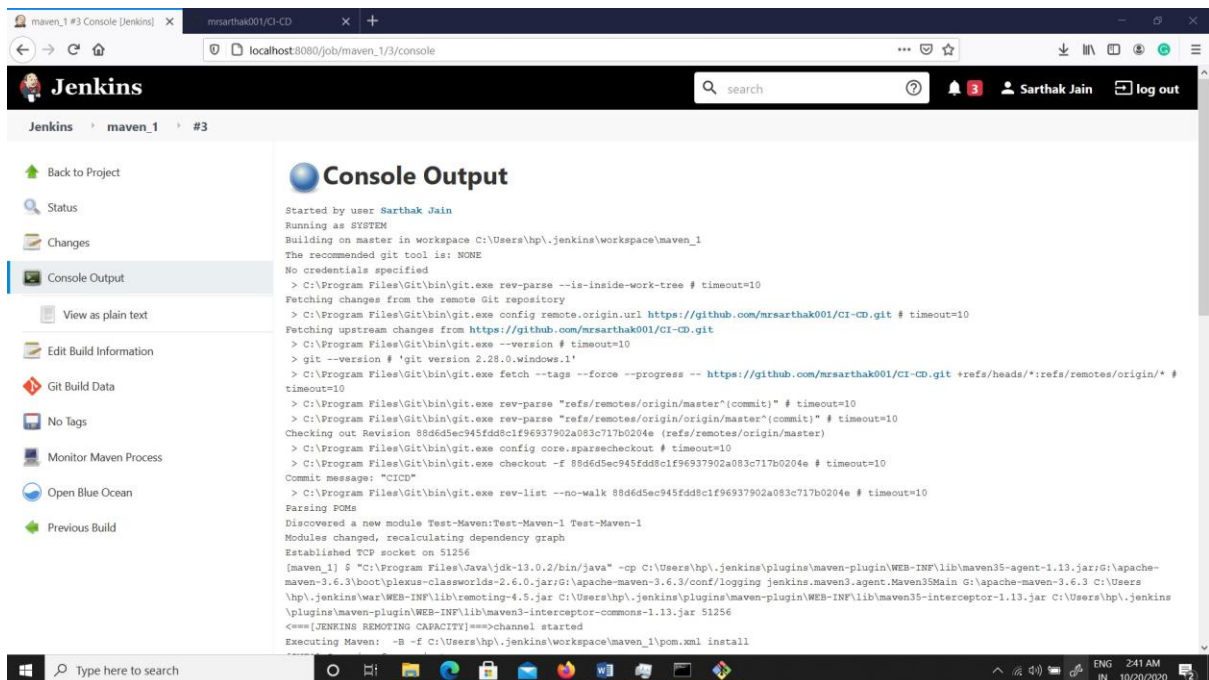 maven_1 #3 Console [Jenkins]
mrsarthak001/CI-CD
localhost:8080/job/maven_1/3/console
Jenkins
search
3
Sarthak Jain
log out
Jenkins
maven_1
#3
Back to Project
Status
Changes
Console Output
View as plain text
Edit Build Information
Git Build Data
No Tags
Monitor Maven Process
Open Blue Ocean
Previous Build
Console Output
Started by user Sarthak Jain
Running as SYSTEM
Building on master in workspace C:\Users\hp\.jenkins\workspace\maven_1
The recommended git tool is: NONE
No credentials specified
> C:\Program Files\Git\bin\git.exe rev-parse --is-inside-work-tree # timeout=10
Fetching changes from the remote Git repository
> C:\Program Files\Git\bin\git.exe config remote.origin.url https://github.com/mrsarthak001/CI-CD.git # timeout=10
Fetching upstream changes from https://github.com/mrsarthak001/CI-CD.git
> C:\Program Files\Git\bin\git.exe --version # timeout=10
> git --version # 'git version 2.28.0.windows.1'
> C:\Program Files\Git\bin\git.exe fetch --tags --force --progress -- https://github.com/mrsarthak001/CI-CD.git +refs/heads/*:refs/remotes/origin/* #
timeout=10
> C:\Program Files\Git\bin\git.exe rev-parse "refs/remotes/origin/master^{commit}" # timeout=10
> C:\Program Files\Git\bin\git.exe rev-parse "refs/remotes/origin/origin/master^{commit}" # timeout=10
Checking out Revision 88d6d5ec945fdd8c1f96937902a083c717b0204e (refs/remotes/origin/master)
> C:\Program Files\Git\bin\git.exe config core.sparsecheckout # timeout=10
> C:\Program Files\Git\bin\git.exe checkout -f 88d6d5ec945fdd8c1f96937902a083c717b0204e # timeout=10
Commit message: "CICD"
> C:\Program Files\Git\bin\git.exe rev-list --no-walk 88d6d5ec945fdd8c1f96937902a083c717b0204e # timeout=10
Parsing POMs
Discovered a new module Test-Maven:Test-Maven-1 Test-Maven-1
Modules changed, recalculating dependency graph
Established TCP socket on 51256
[maven_1] $ "C:\Program Files\Java\jdk-13.0.2/bin/java" -cp C:\Users\hp\.jenkins\plugins\maven-plugin\WEB-INF\lib\maven35-agent-1.13.jar;G:\apache-
maven-3.6.3\boot\plexus-classworlds-2.6.0.jar;G:\apache-maven-3.6.3/conf/logging jenkins.maven3.agent.Maven35Main G:\apache-maven-3.6.3 C:\Users
\hp\.jenkins\war\WEB-INF\lib\remoting-4.5.jar C:\Users\hp\.jenkins\plugins\maven-plugin\WEB-INF\lib\maven35-interceptor-1.13.jar C:\Users\hp\.jenkins
\plugins\maven-plugin\WEB-INF\lib\maven3-interceptor-commons-1.13.jar 51256
<===[JENKINS REMOTING CAPACITY]===>channel started
Executing Maven: -B -f C:\Users\hp\.jenkins\workspace\maven_1\pom.xml install
Type here to search
ENG
IN
2:41 AM
10/20/2020